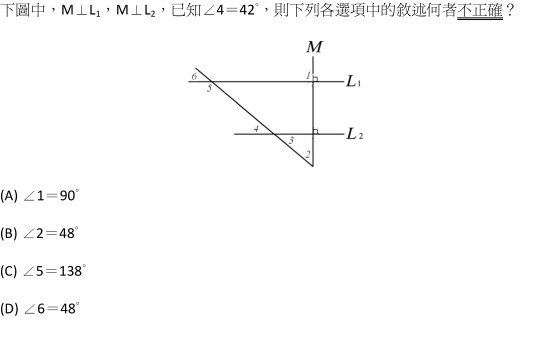 下圖中，M⊥L₁，M⊥L₂，已知∠4＝42°，則下列各選項中的敘述何者不正確？
M
6 1 L₁
5
4 L₂
3
2
(A) ∠1＝90°
(B) ∠2＝48°
(C) ∠5＝138°
(D) ∠6＝48°